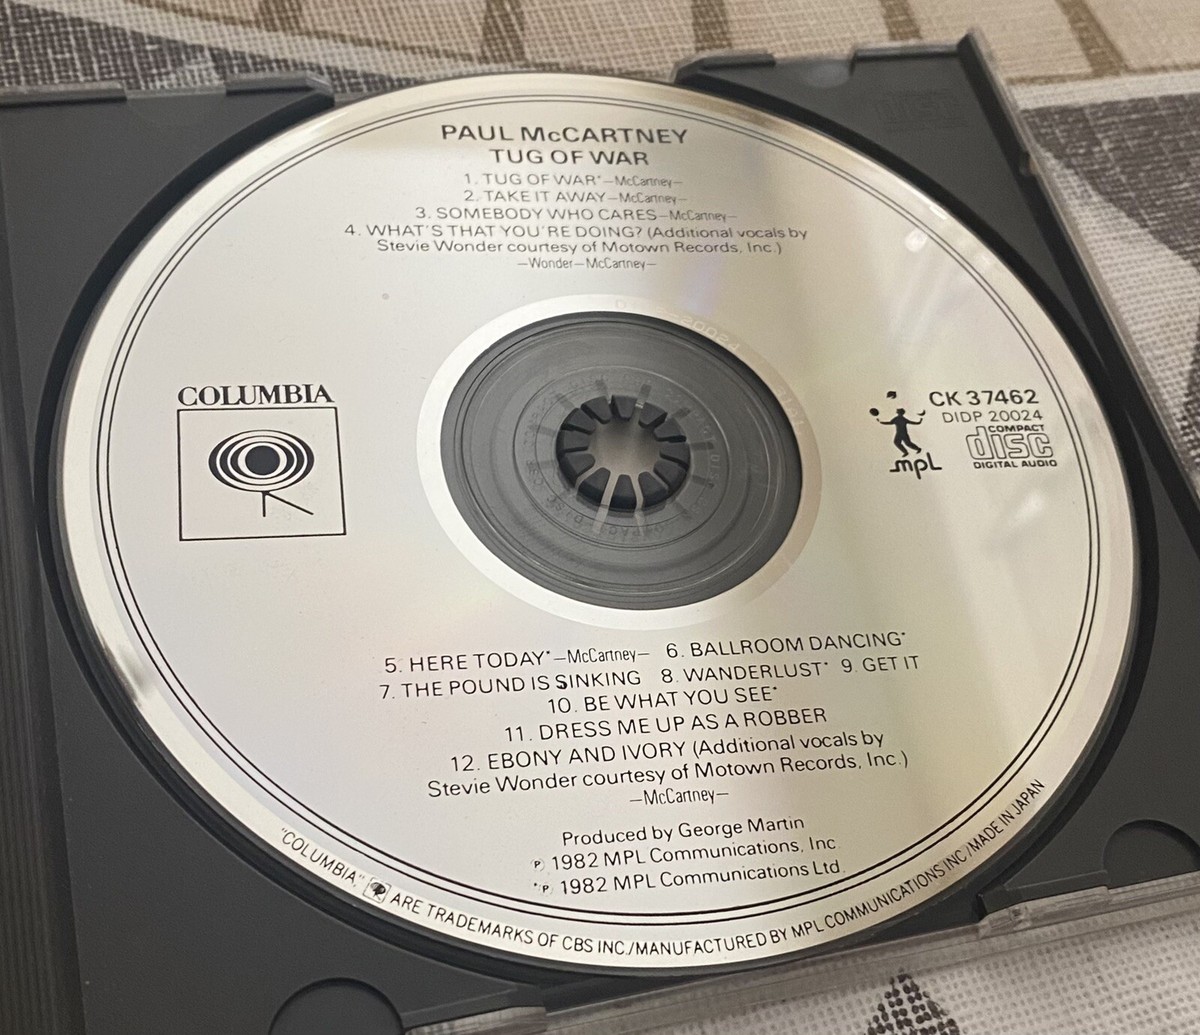 PAUL McCARTNEY
TUG OF WAR
1. TUG OF WAR*—McCartney—
2. TAKE IT AWAY—McCartney—
3. SOMEBODY WHO CARES—McCartney—
4. WHAT'S THAT YOU'RE DOING? (Additional vocals by
Stevie Wonder courtesy of Motown Records, Inc.)
—Wonder—McCartney—
COLUMBIA
CK 37462
DIDP 20024
mpL
COMPACT
disc
DIGITAL AUDIO
5. HERE TODAY*—McCartney— 6. BALLROOM DANCING*
7. THE POUND IS SINKING 8. WANDERLUST* 9. GET IT
10. BE WHAT YOU SEE*
11. DRESS ME UP AS A ROBBER
12. EBONY AND IVORY (Additional vocals by
Stevie Wonder courtesy of Motown Records, Inc.)
—McCartney—
Produced by George Martin
℗ 1982 MPL Communications, Inc.
*℗ 1982 MPL Communications Ltd.
"COLUMBIA," ARE TRADEMARKS OF CBS INC./MANUFACTURED BY MPL COMMUNICATIONS INC./MADE IN JAPAN